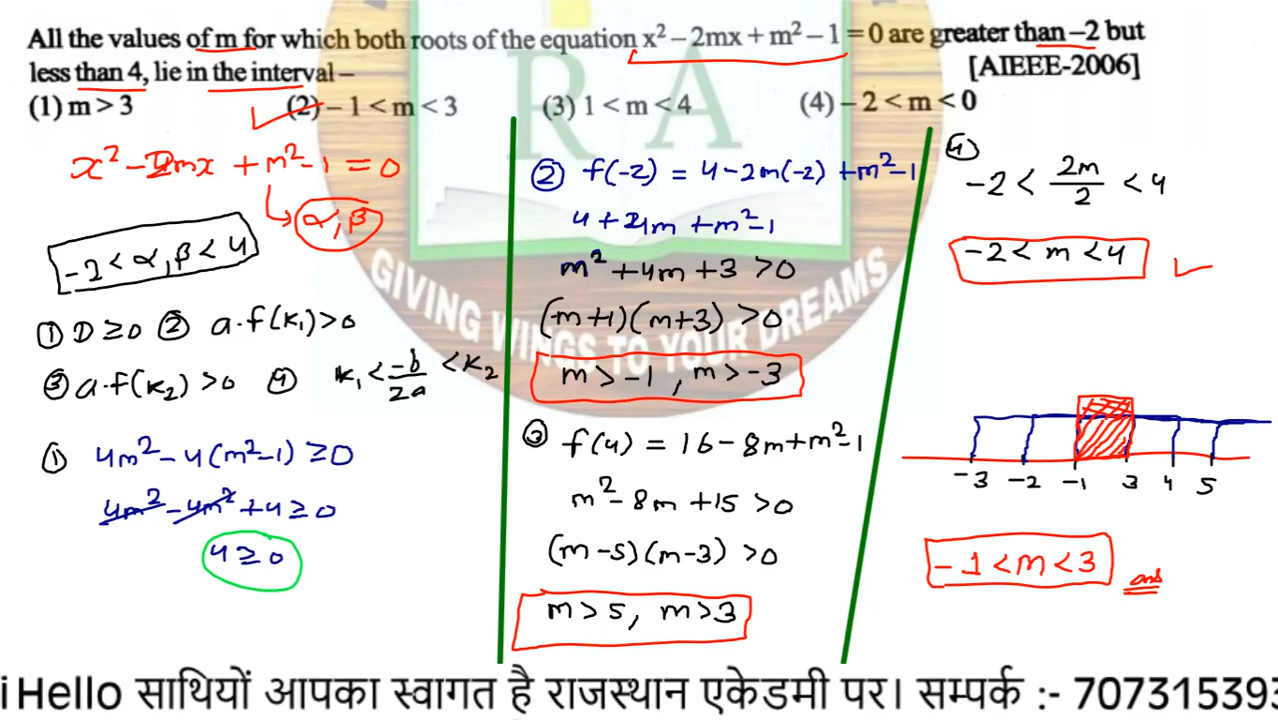 All the values of m for which both roots of the equation x² – 2mx + m² – 1 = 0 are greater than –2 but
less than 4, lie in the interval – [AIEEE-2006]
(1) m > 3 (2) – 1 < m < 3 (3) 1 < m < 4 (4) – 2 < m < 0
x² - 2mx + m² - 1 = 0
α, β
-2 < α, β < 4
① D ≥ 0 ② a·f(k₁) > 0
③ a·f(k₂) > 0 ④ k₁ < -b/2a < k₂
① 4m² - 4(m² - 1) ≥ 0
4m² - 4m² + 4 ≥ 0
4 ≥ 0
② f(-2) = 4 - 2m(-2) + m² - 1
4 + 4m + m² - 1
m² + 4m + 3 > 0
(m + 1)(m + 3) > 0
m > -1, m > -3
③ f(4) = 16 - 8m + m² - 1
m² - 8m + 15 > 0
(m - 5)(m - 3) > 0
m > 5, m > 3
④
-2 < 2m/2 < 4
-2 < m < 4
-3 -2 -1 3 4 5
-1 < m < 3 ans
R A
GIVING WINGS TO YOUR DREAMS
i Hello साथियों आपका स्वागत है राजस्थान एकेडमी पर। सम्पर्क :- 707315393